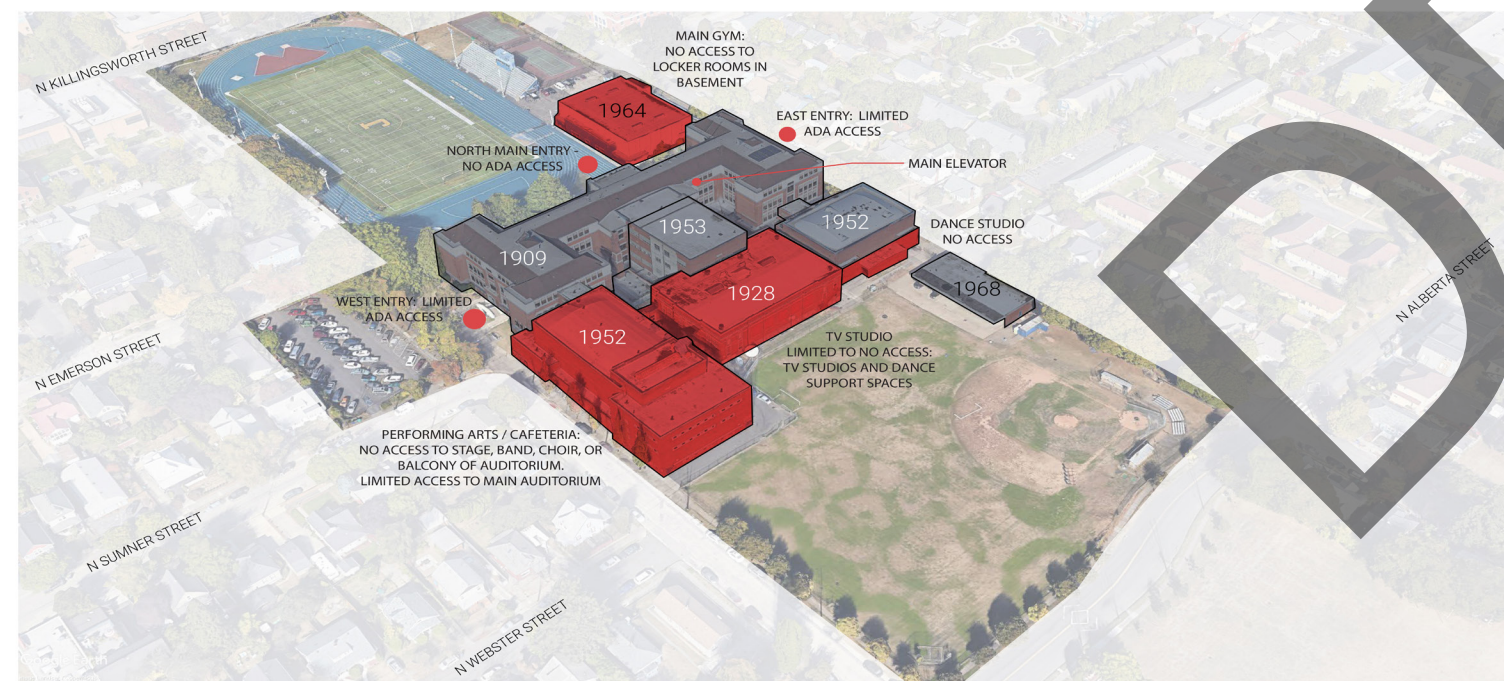 N KILLINGSWORTH STREET
MAIN GYM:
NO ACCESS TO
LOCKER ROOMS IN
BASEMENT
1964
EAST ENTRY: LIMITED
ADA ACCESS
NORTH MAIN ENTRY -
NO ADA ACCESS
MAIN ELEVATOR
J
1953
1952
DANCE STUDIO
NO ACCESS
1909
1968
1928
N ALBERTA STREET
WEST ENTRY: LIMITED
ADA ACCESS
1952
TV STUDIO
LIMITED TO NO ACCESS:
TV STUDIOS AND DANCE
SUPPORT SPACES
N EMERSON STREET
PERFORMING ARTS / CAFETERIA:
NO ACCESS TO STAGE, BAND, CHOIR, OR
BALCONY OF AUDITORIUM.
LIMITED ACCESS TO MAIN AUDITORIUM
N SUMNER STREET
N WEBSTER STREET
D